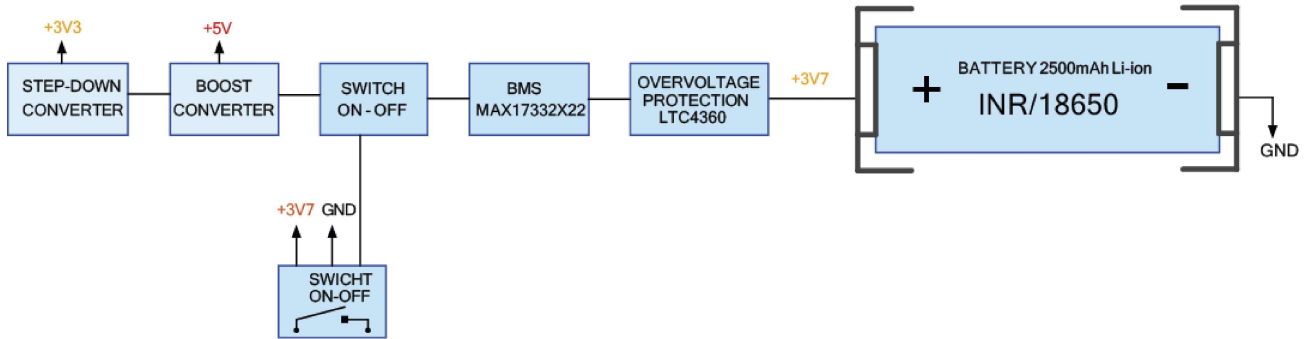 +3V3
+5V
STEP-DOWN
CONVERTER
BOOST
CONVERTER
SWITCH
ON - OFF
BMS
MAX17332X22
OVERVOLTAGE
PROTECTION
LTC4360
+3V7
BATTERY 2500mAh Li-ion
+ INR/18650 -
GND
+3V7 GND
SWICHT
ON-OFF